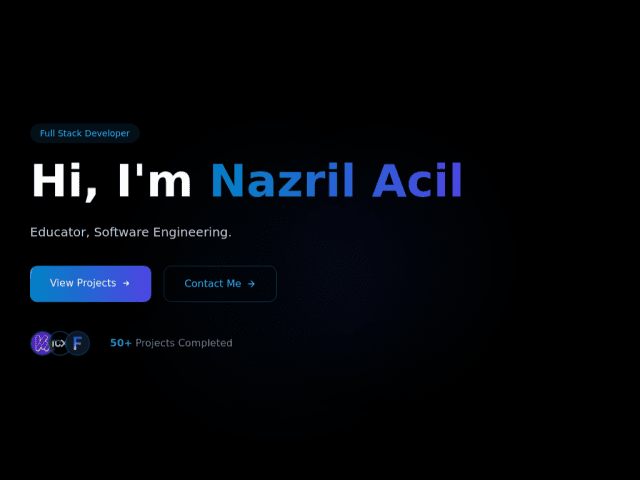 Full Stack Developer
Hi, I'm Nazril Acil
Educator, Software Engineering.
View Projects → Contact Me →
F 50+ Projects Completed